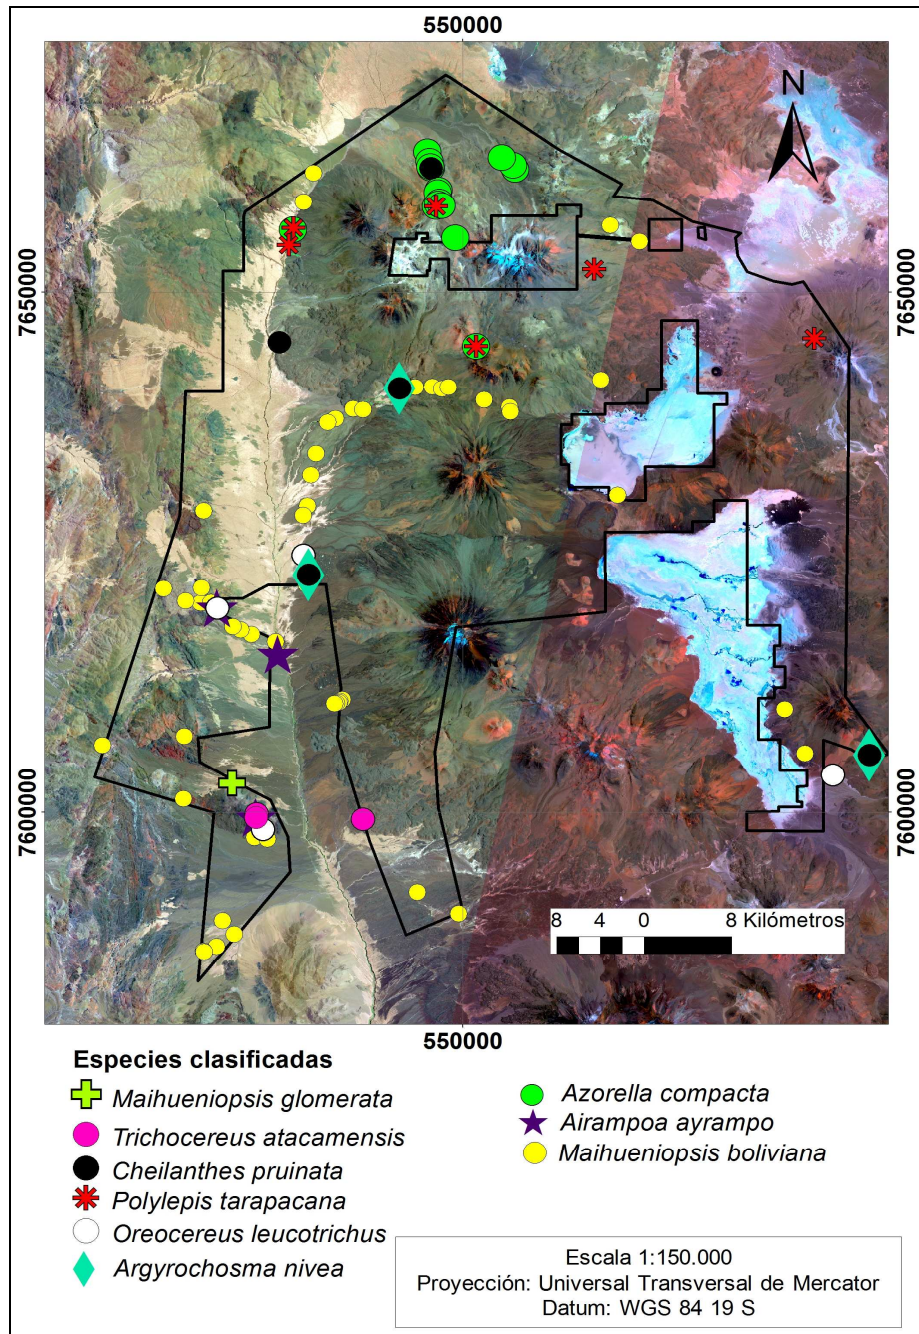 550000
N
7650000
7650000
7600000
7600000
8 4 0 8 Kilómetros
550000
Especies clasificadas
Maihueniopsis glomerata
Trichocereus atacamensis
Cheilanthes pruinata
Polylepis tarapacana
Oreocereus leucotrichus
Argyrochosma nivea
Azorella compacta
Airampoa ayrampo
Maihueniopsis boliviana
Escala 1:150.000
Proyección: Universal Transversal de Mercator
Datum: WGS 84 19 S